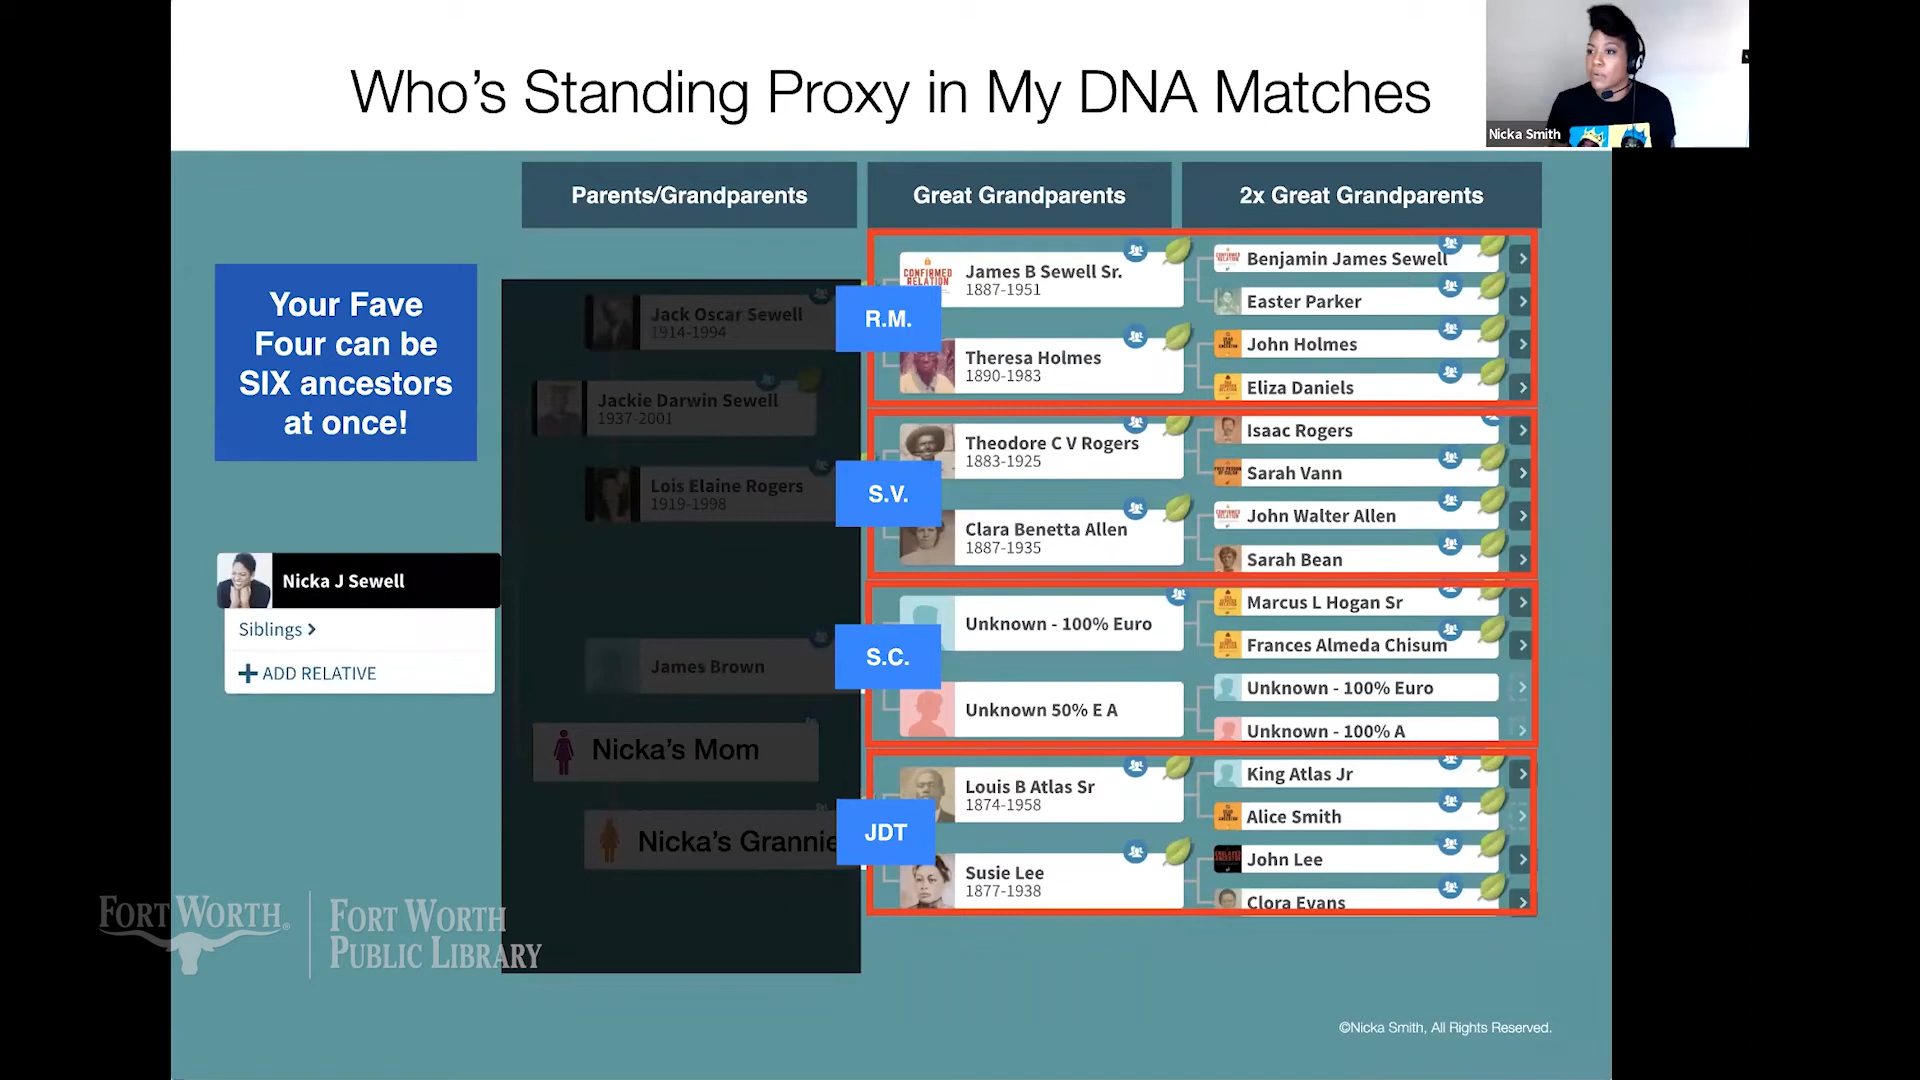 Who's Standing Proxy in My DNA Matches
Nicka Smith
Parents/Grandparents
Great Grandparents
2x Great Grandparents
Your Fave
Four can be
SIX ancestors
at once!
Nicka J Sewell
Siblings
ADD RELATIVE
Jack Oscar Sewell
1914-1994
Jackie Darwin Sewell
1937-2001
Lois Elaine Rogers
1919-1998
James Brown
Nicka's Mom
Nicka's Grannie
R.M.
CONFIRMED
RELATION
James B Sewell Sr.
1887-1951
Theresa Holmes
1890-1983
Benjamin James Sewell
Easter Parker
John Holmes
Eliza Daniels
S.V.
Theodore C V Rogers
1883-1925
Clara Benetta Allen
1887-1935
Isaac Rogers
Sarah Vann
John Walter Allen
Sarah Bean
S.C.
Unknown - 100% Euro
Unknown 50% E A
Marcus L Hogan Sr
Frances Almeda Chisum
Unknown - 100% Euro
Unknown - 100% A
JDT
Louis B Atlas Sr
1874-1958
Susie Lee
1877-1938
King Atlas Jr
Alice Smith
John Lee
Clora Evans
FORT WORTH®
FORT WORTH
PUBLIC LIBRARY
©Nicka Smith, All Rights Reserved.